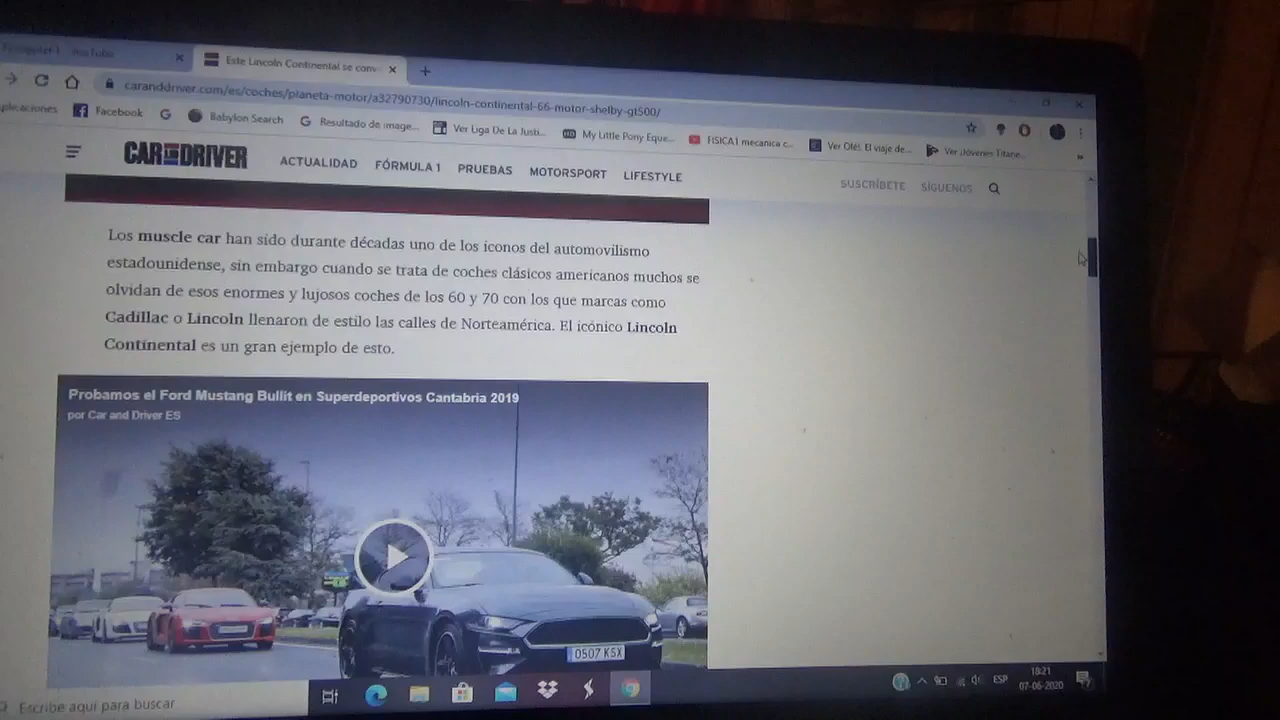 YouTube
Este Lincoln Continental se conv
caranddriver.com/es/coches/planeta-motor/a32790730/lincoln-continental-66-motor-shelby-gt500/
plicaciones Facebook Babylon Search Resultado de image... Ver Liga De La Justi... My Little Pony Eque... FISICA1 mecanica c... Ver Olé!, El viaje de... Ver Jóvenes Titane...
CAR AND DRIVER ACTUALIDAD FÓRMULA 1 PRUEBAS MOTORSPORT LIFESTYLE SUSCRÍBETE SÍGUENOS
Los muscle car han sido durante décadas uno de los iconos del automovilismo
estadounidense, sin embargo cuando se trata de coches clásicos americanos muchos se
olvidan de esos enormes y lujosos coches de los 60 y 70 con los que marcas como
Cadillac o Lincoln llenaron de estilo las calles de Norteamérica. El icónico Lincoln
Continental es un gran ejemplo de esto.
Probamos el Ford Mustang Bullit en Superdeportivos Cantabria 2019
por Car and Driver ES
0507 KSX
Escribe aquí para buscar
ESP
18:21
07-06-2020